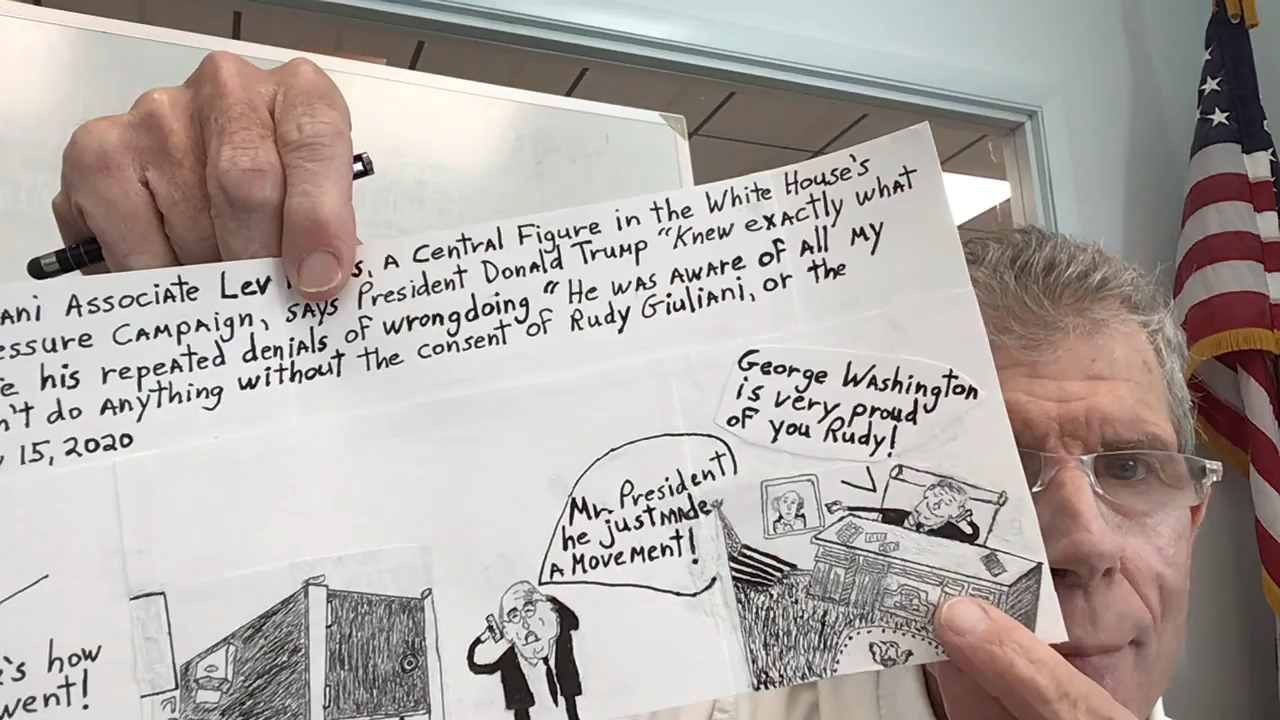 ani Associate Lev s, a Central Figure in the White House's
essure Campaign, says President Donald Trump "Knew exactly what
e his repeated denials of wrongdoing "He was aware of all my
n't do anything without the consent of Rudy Giuliani, or the
15, 2020
George Washington
is very proud
of you Rudy!
Mr. President
he just made
a movement!
's how
went!